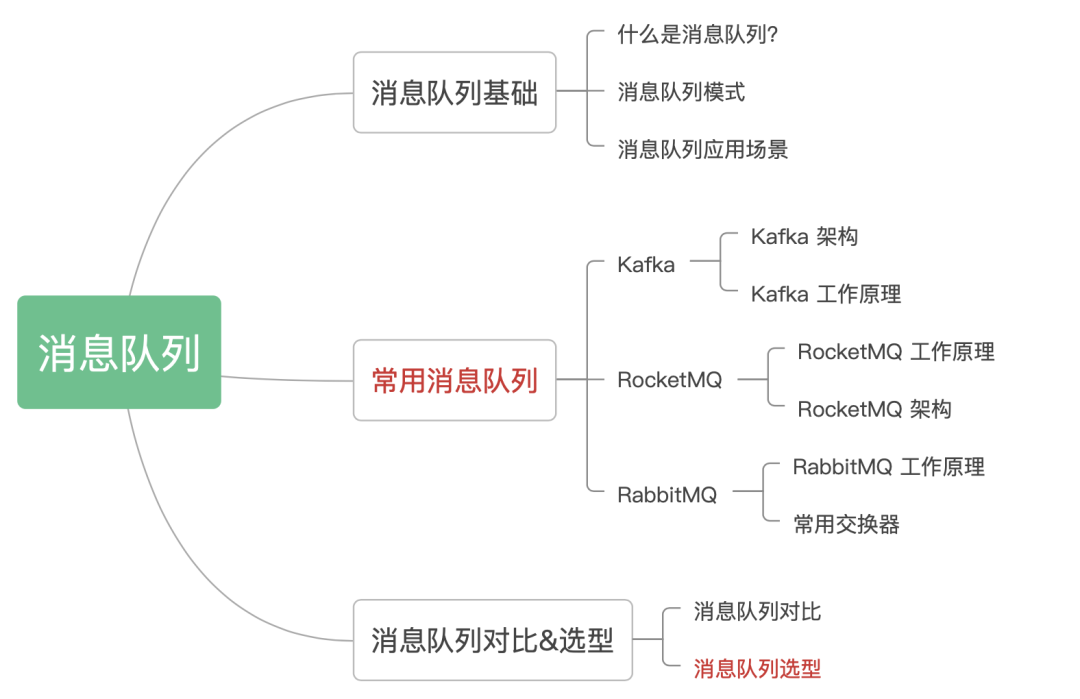 消息队列
消息队列基础
什么是消息队列?
消息队列模式
消息队列应用场景
常用消息队列
Kafka
Kafka 架构
Kafka 工作原理
RocketMQ
RocketMQ 工作原理
RocketMQ 架构
RabbitMQ
RabbitMQ 工作原理
常用交换器
消息队列对比&选型
消息队列对比
消息队列选型